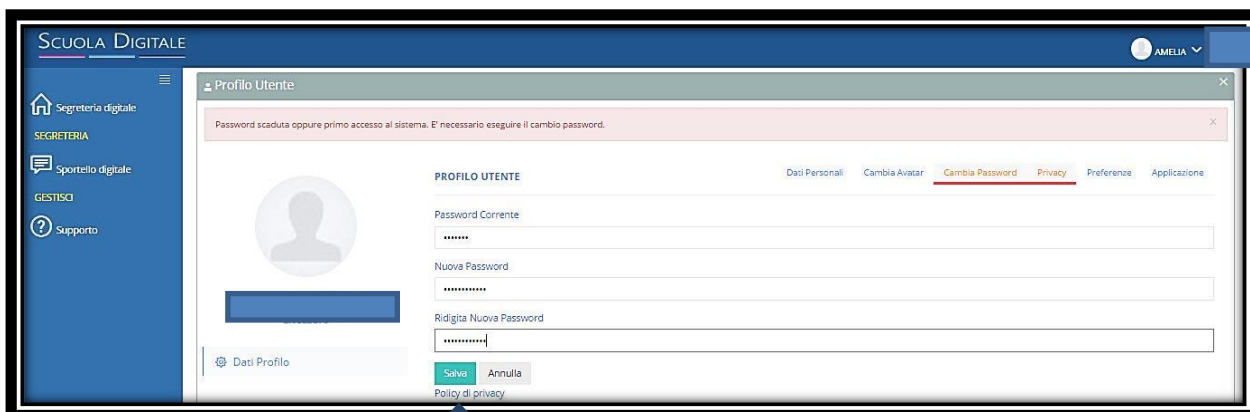 SCUOLA DIGITALE
AMELIA
Segreteria digitale
SEGRETERIA
Sportello digitale
GESTISCI
Supporto
Profilo Utente
Password scaduta oppure primo accesso al sistema. E' necessario eseguire il cambio password.
PROFILO UTENTE
Dati Personali Cambia Avatar Cambia Password Privacy Preferenze Applicazione
Password Corrente
•••••••
Nuova Password
••••••••••••
Ridigita Nuova Password
••••••••••••
Dati Profilo
Salva Annulla
Policy di privacy